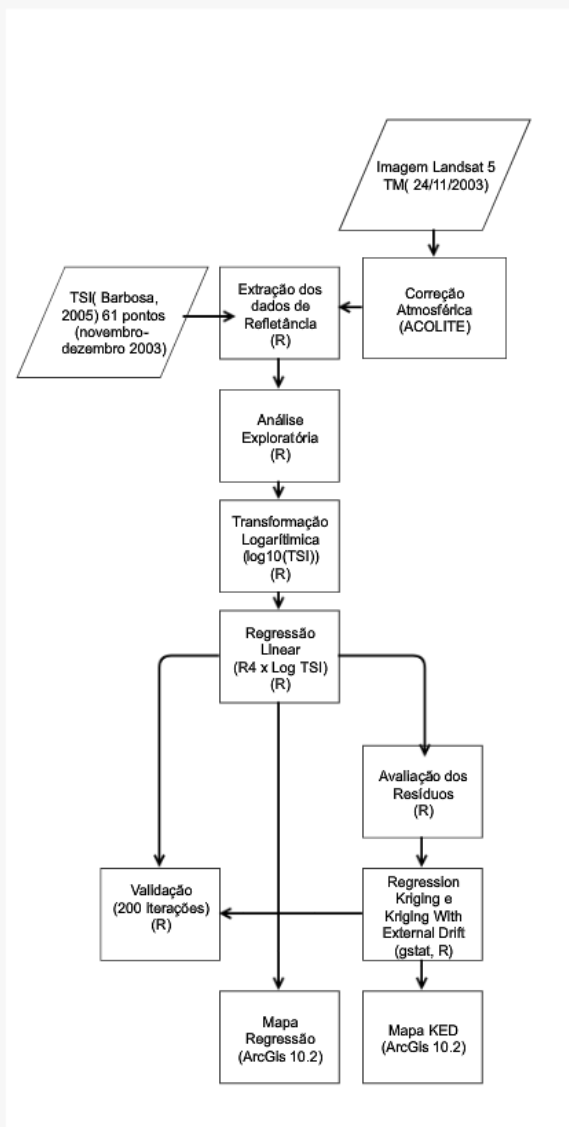 Imagem Landsat 5
TM( 24/11/2003)
TSI( Barbosa,
2005) 61 pontos
(novembro-
dezembro 2003)
Extração dos
dados de
Refletância
(R)
Correção
Atmosférica
(ACOLITE)
Análise
Exploratória
(R)
Transformação
Logarítimica
(log10(TSI))
(R)
Regressão
Linear
(R4 x Log TSI)
(R)
Avaliação dos
Resíduos
(R)
Validação
(200 iterações)
(R)
Regression
Kriging e
Kriging With
External Drift
(gstat, R)
Mapa
Regressão
(ArcGis 10.2)
Mapa KED
(ArcGis 10.2)